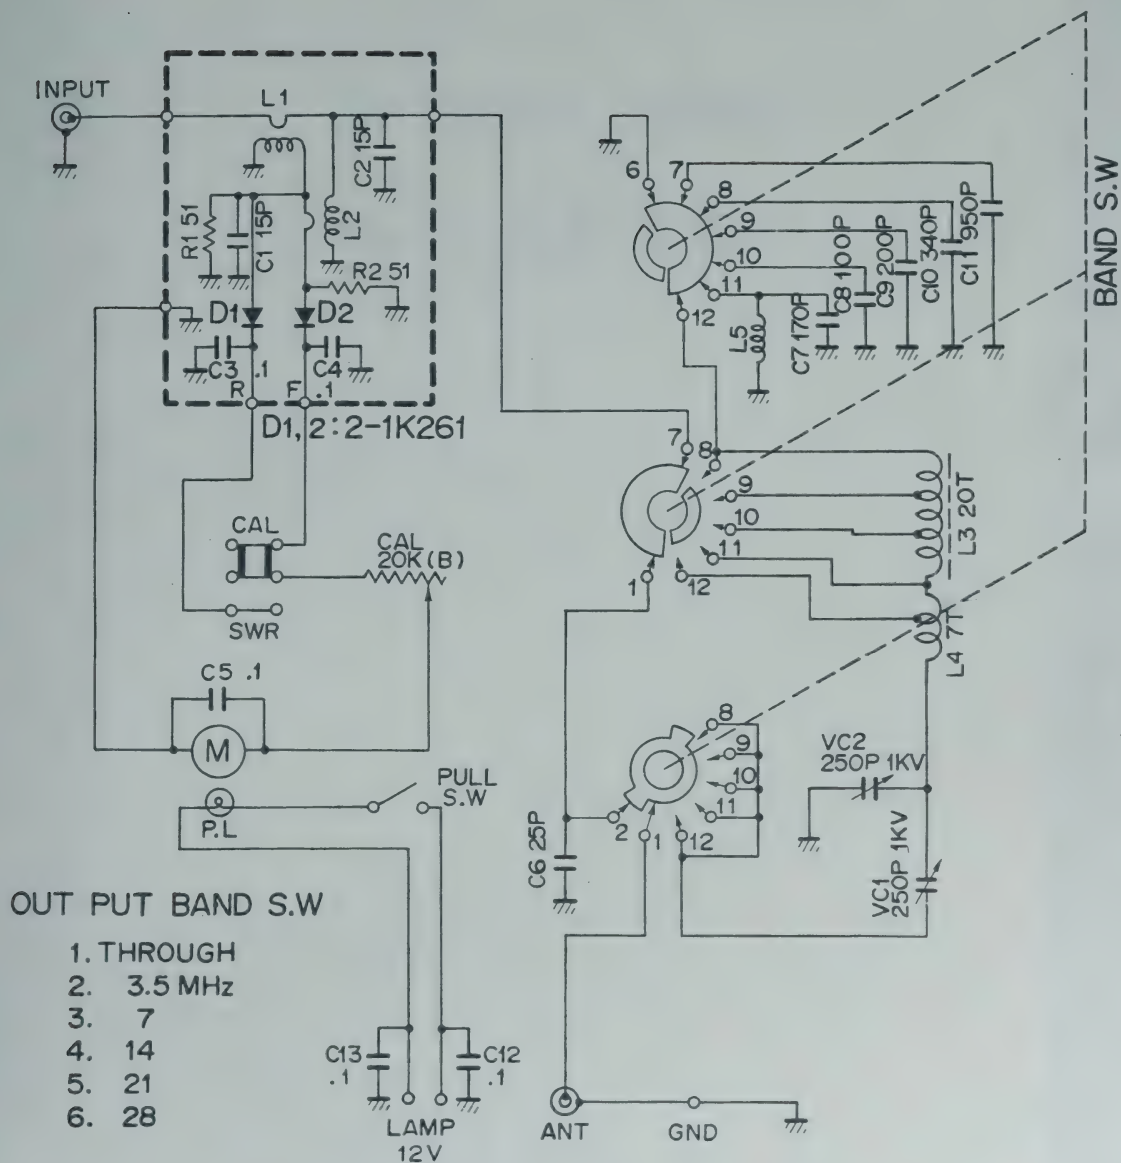 INPUT
L1
C2 15P
L2
R1 51
C1 15P
R2 51
D1
D2
C3 .1
C4
.1
R
F
D1, 2 : 2-1K261
CAL
CAL
20K (B)
SWR
C5 .1
M
P.L
PULL
S.W
6
7
8
9
10
11
12
L5
C7 170P
C8 100P
C9 200P
C10 340P
C11 950P
BAND S.W
7
8
9
10
11
12
1
L3 20T
L4 7T
8
9
10
11
12
1
2
C6 25P
VC2
250P 1KV
VC1
250P 1KV
OUT PUT BAND S.W
1. THROUGH
2. 3.5 MHz
3. 7
4. 14
5. 21
6. 28
C13
.1
C12
.1
LAMP
12V
ANT
GND